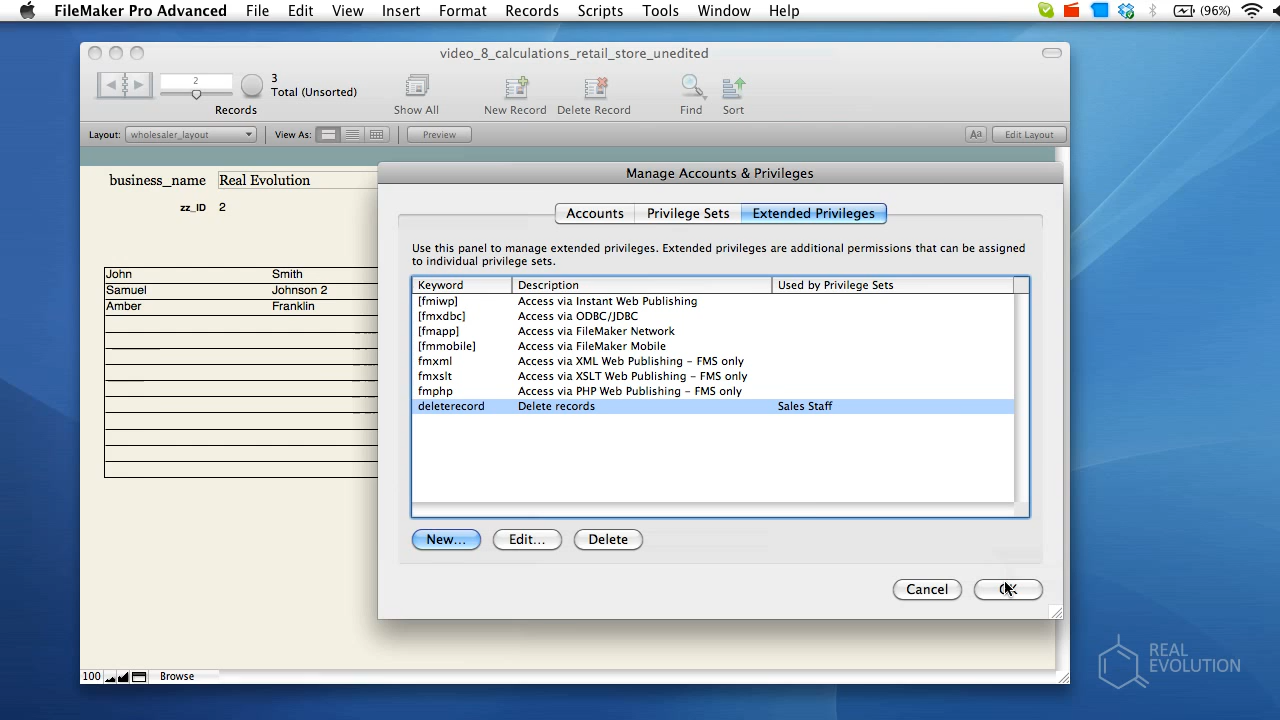 FileMaker Pro Advanced File Edit View Insert Format Records Scripts Tools Window Help (96%)
video_8_calculations_retail_store_unedited
2
3
Total (Unsorted)
Records
Show All
New Record
Delete Record
Find
Sort
Layout: wholesaler_layout View As: Preview Aa Edit Layout
business_name Real Evolution
zz_ID 2
John Smith
Samuel Johnson 2
Amber Franklin
Manage Accounts & Privileges
Accounts Privilege Sets Extended Privileges
Use this panel to manage extended privileges. Extended privileges are additional permissions that can be assigned
to individual privilege sets.
Keyword Description Used by Privilege Sets
[fmiwp] Access via Instant Web Publishing
[fmxdbc] Access via ODBC/JDBC
[fmapp] Access via FileMaker Network
[fmmobile] Access via FileMaker Mobile
fmxml Access via XML Web Publishing – FMS only
fmxslt Access via XSLT Web Publishing – FMS only
fmphp Access via PHP Web Publishing – FMS only
deleterecord Delete records Sales Staff
New... Edit... Delete
Cancel OK
100 Browse
REAL
EVOLUTION